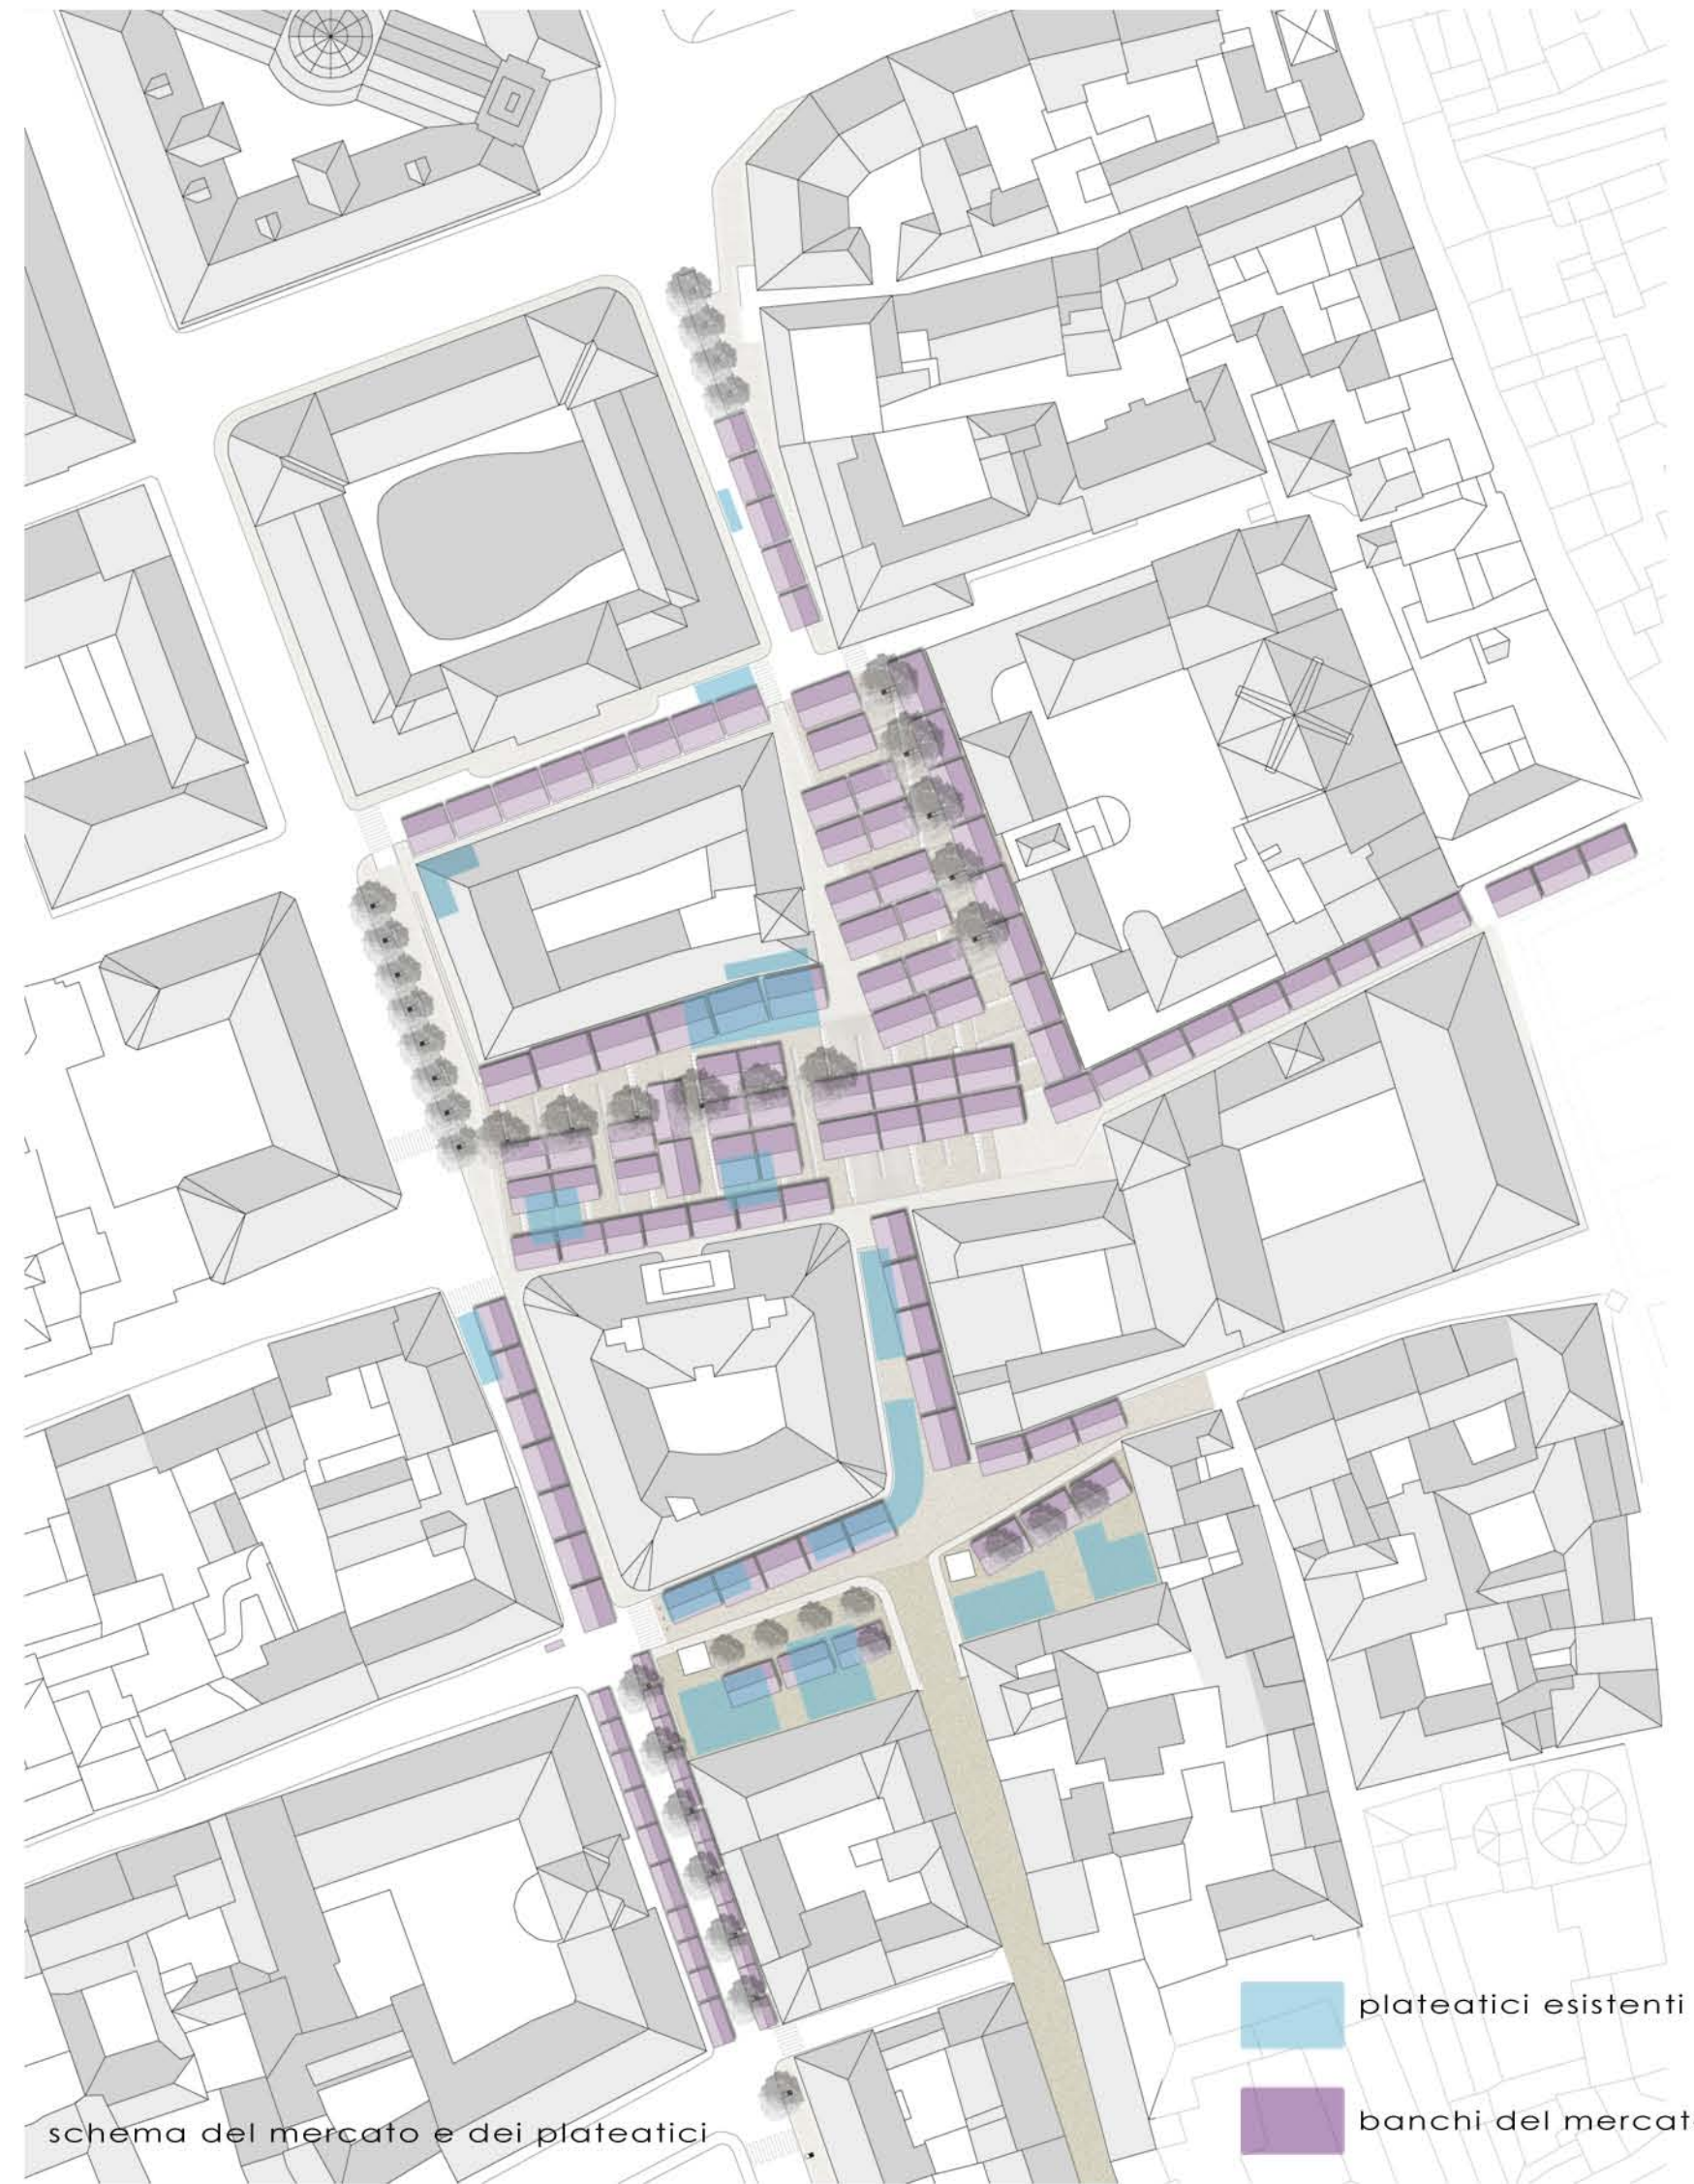 plateatici esistenti
banchi del mercat
schema del mercato e dei plateatici